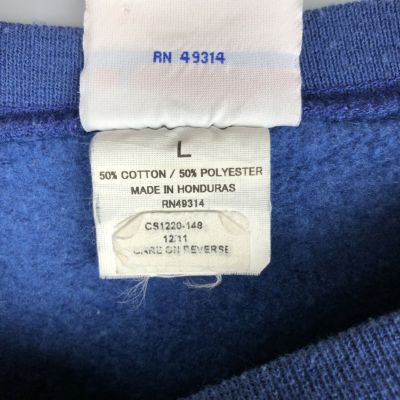 RN 49314
L
50% COTTON / 50% POLYESTER
MADE IN HONDURAS
RN49314
CS1220-148
12/11
CARE ON REVERSE